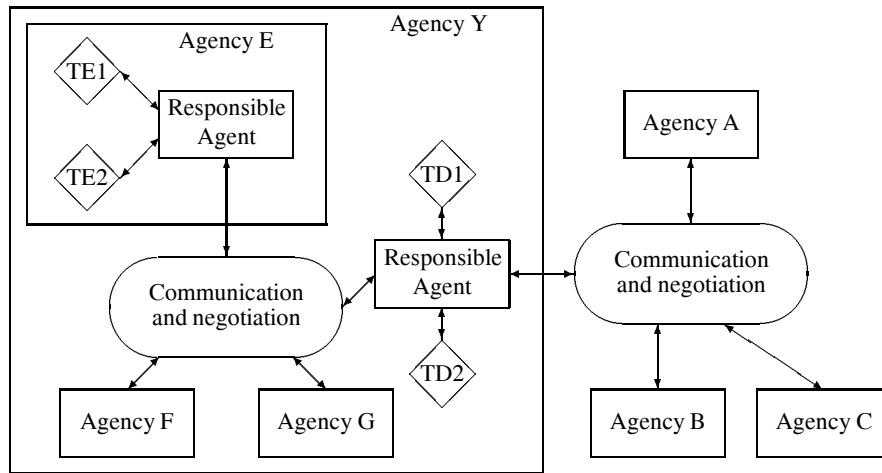 Agency Y
Agency E
TE1
Responsible
Agent
TE2
Agency A
TD1
Responsible
Agent
Communication
and negotiation
Communication
and negotiation
TD2
Agency F
Agency G
Agency B
Agency C